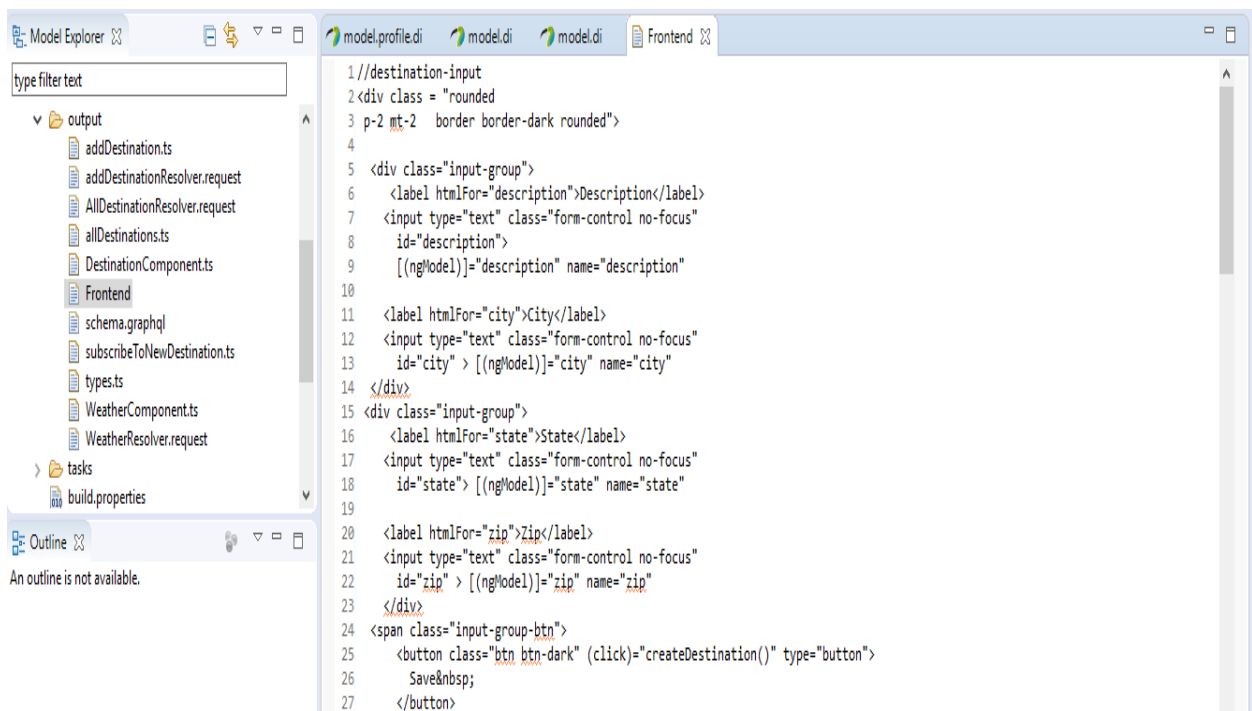 Model Explorer
type filter text
output
addDestination.ts
addDestinationResolver.request
AllDestinationResolver.request
allDestinations.ts
DestinationComponent.ts
Frontend
schema.graphql
subscribeToNewDestination.ts
types.ts
WeatherComponent.ts
WeatherResolver.request
tasks
build.properties
Outline
An outline is not available.
model.profile.di model.di model.di Frontend
1 //destination-input
2 <div class = "rounded
3 p-2 mt-2 border border-dark rounded">
4
5 <div class="input-group">
6 <label htmlFor="description">Description</label>
7 <input type="text" class="form-control no-focus"
8 id="description">
9 [(ngModel)]="description" name="description"
10
11 <label htmlFor="city">City</label>
12 <input type="text" class="form-control no-focus"
13 id="city" > [(ngModel)]="city" name="city"
14 </div>
15 <div class="input-group">
16 <label htmlFor="state">State</label>
17 <input type="text" class="form-control no-focus"
18 id="state"> [(ngModel)]="state" name="state"
19
20 <label htmlFor="zip">Zip</label>
21 <input type="text" class="form-control no-focus"
22 id="zip" > [(ngModel)]="zip" name="zip"
23 </div>
24 <span class="input-group-btn">
25 <button class="btn btn-dark" (click)="createDestination()" type="button">
26 Save&nbsp;
27 </button>